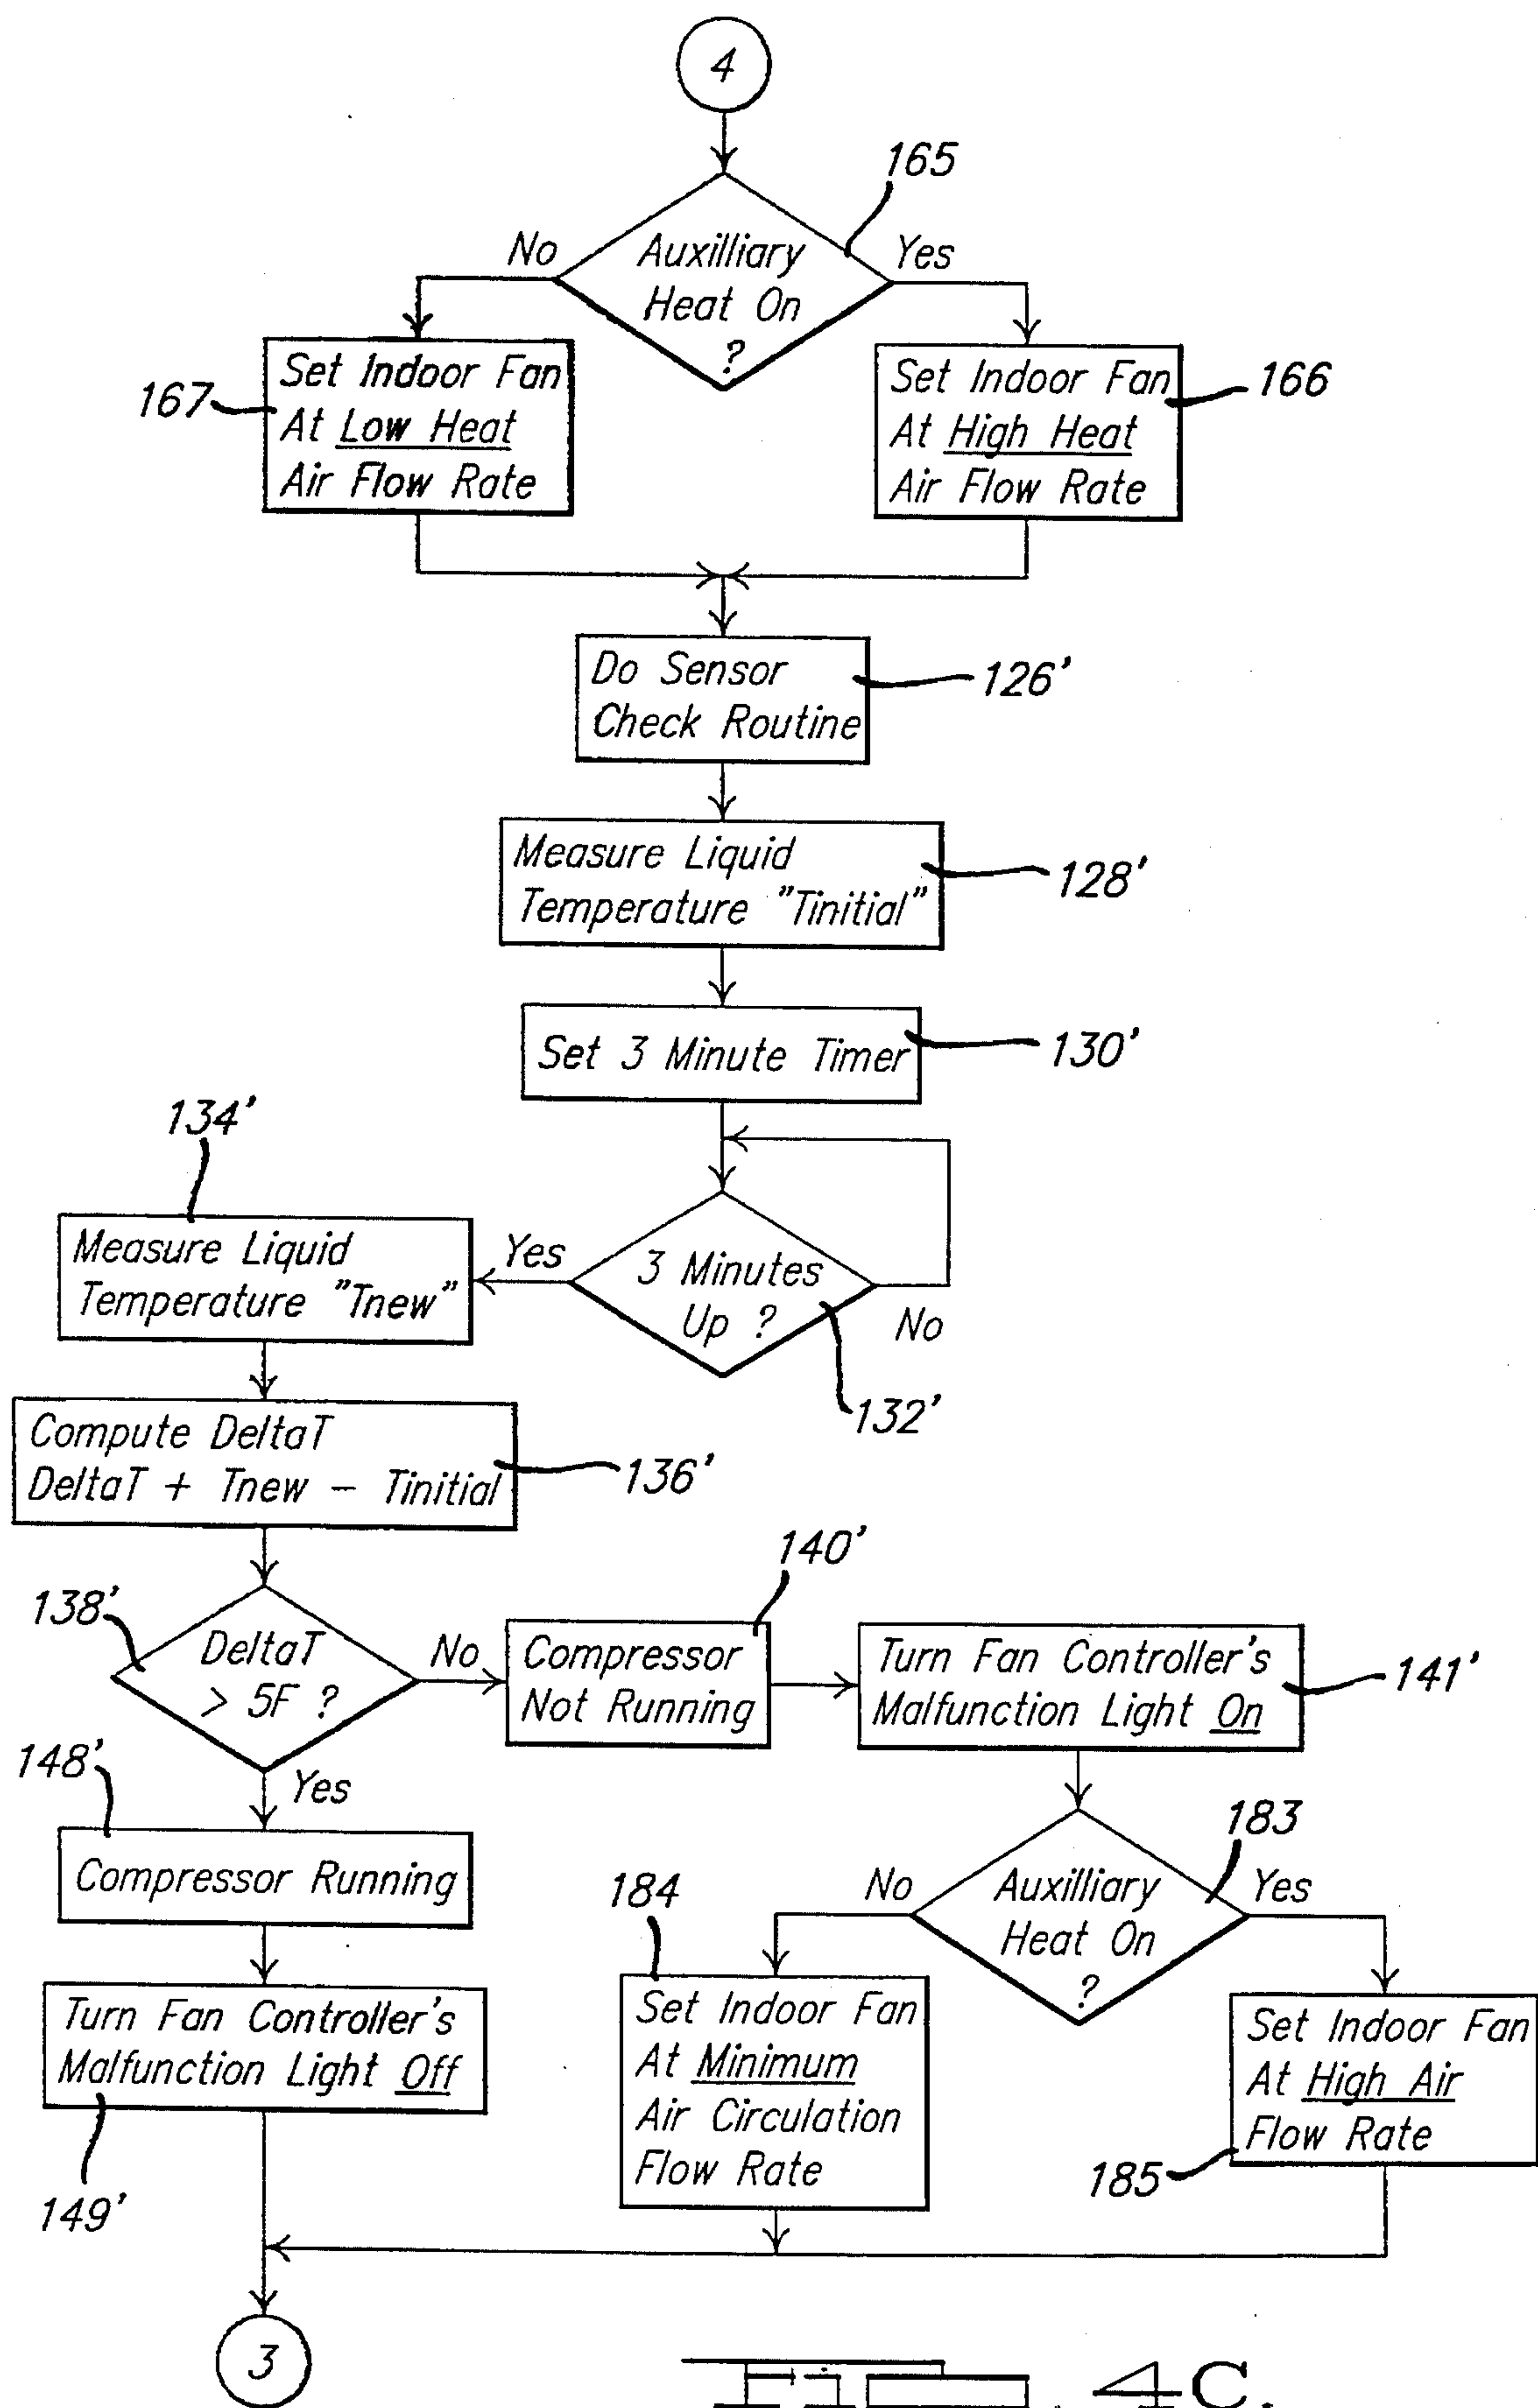 4
165
No
Auxilliary
Heat On
?
Yes
167
Set Indoor Fan
At Low Heat
Air Flow Rate
Set Indoor Fan
At High Heat
Air Flow Rate
166
Do Sensor
Check Routine
126'
Measure Liquid
Temperature "Tinitial"
128'
Set 3 Minute Timer
130'
134'
Measure Liquid
Temperature "Tnew"
Yes
3 Minutes
Up ?
No
132'
Compute DeltaT
DeltaT + Tnew - Tinitial
136'
138'
DeltaT
> 5F ?
No
Yes
140'
Compressor
Not Running
Turn Fan Controller's
Malfunction Light On
141'
148'
Compressor Running
183
No
Auxilliary
Heat On
?
Yes
184
Set Indoor Fan
At Minimum
Air Circulation
Flow Rate
Set Indoor Fan
At High Air
Flow Rate
185
Turn Fan Controller's
Malfunction Light Off
149'
3
4C.